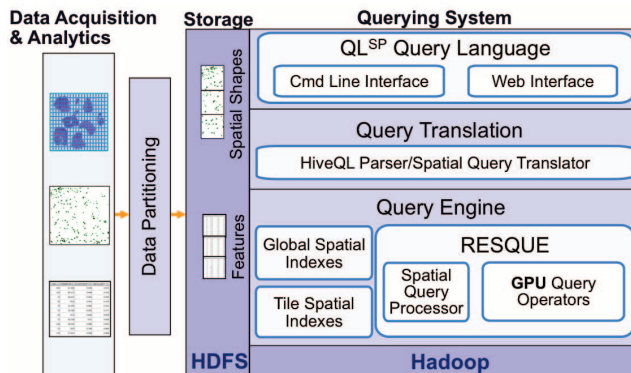 Data Acquisition
& Analytics
Storage
Querying System
Data Partitioning
Spatial Shapes
Features
HDFS
QLSP Query Language
Cmd Line Interface
Web Interface
Query Translation
HiveQL Parser/Spatial Query Translator
Query Engine
Global Spatial
Indexes
Tile Spatial
Indexes
RESQUE
Spatial
Query
Processor
GPU Query
Operators
Hadoop